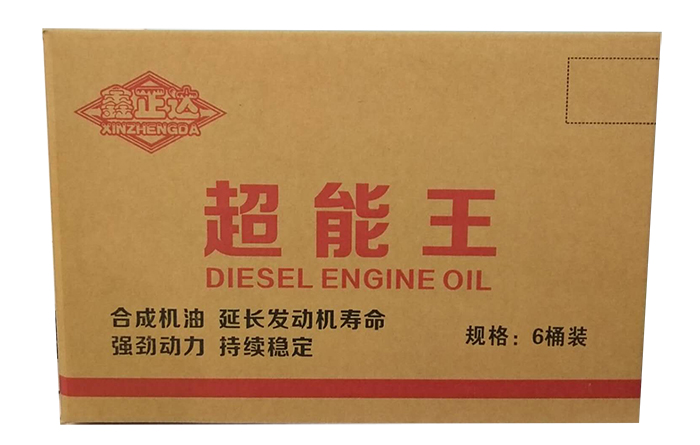 鑫正达
XINZHENGDA
超能王
DIESEL ENGINE OIL
合成机油 延长发动机寿命
强劲动力 持续稳定
规格：6桶装